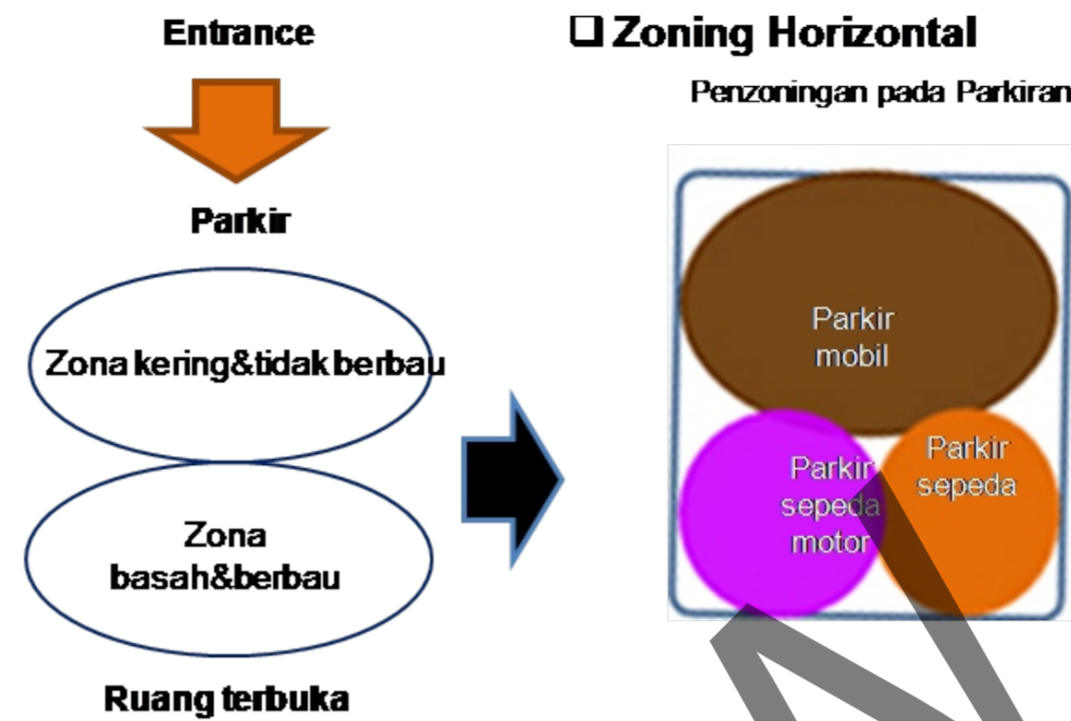 Entrance
Parkir
Zona kering&tidak berbau
Zona
basah&berbau
Ruang terbuka
❑ Zoning Horizontal
Penzoningan pada Parkiran
Parkir
mobil
Parkir
sepeda
motor
Parkir
sepeda